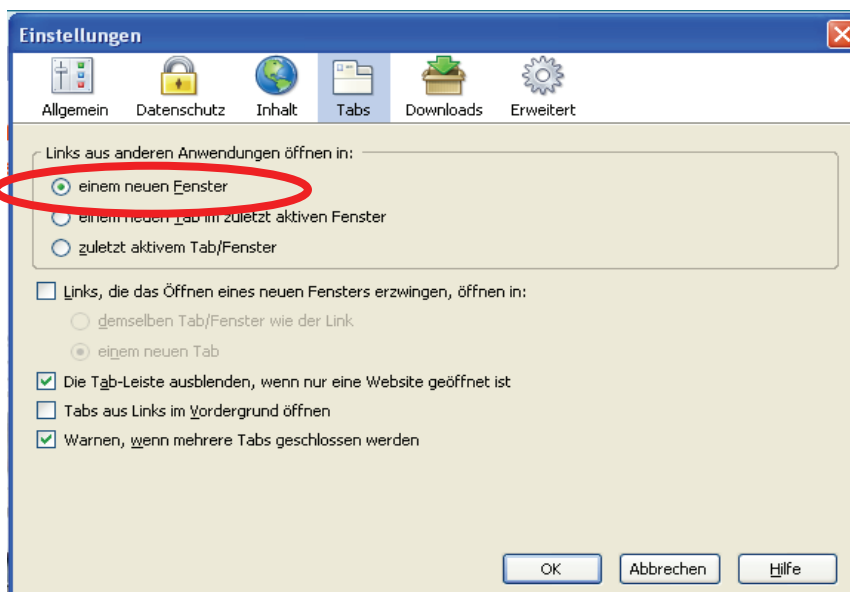 Einstellungen
Allgemein Datenschutz Inhalt Tabs Downloads Erweitert
Links aus anderen Anwendungen öffnen in:
einem neuen Fenster
einem neuen Tab im zuletzt aktiven Fenster
zuletzt aktivem Tab/Fenster
Links, die das Öffnen eines neuen Fensters erzwingen, öffnen in:
demselben Tab/Fenster wie der Link
einem neuen Tab
Die Tab-Leiste ausblenden, wenn nur eine Website geöffnet ist
Tabs aus Links im Vordergrund öffnen
Warnen, wenn mehrere Tabs geschlossen werden
OK Abbrechen Hilfe